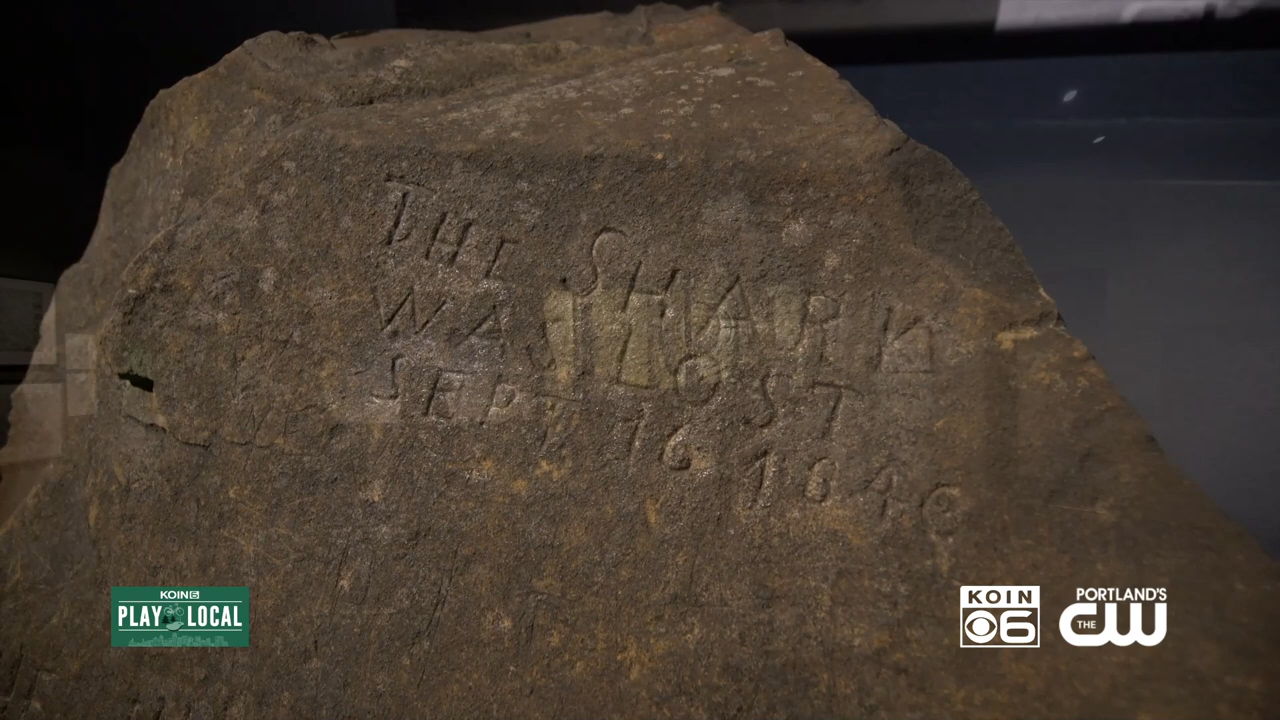 THE SHARK
WAS LOST
SEPT 16 1846
KOIN 6
PLAY LOCAL
KOIN
6
PORTLAND'S
THE CW